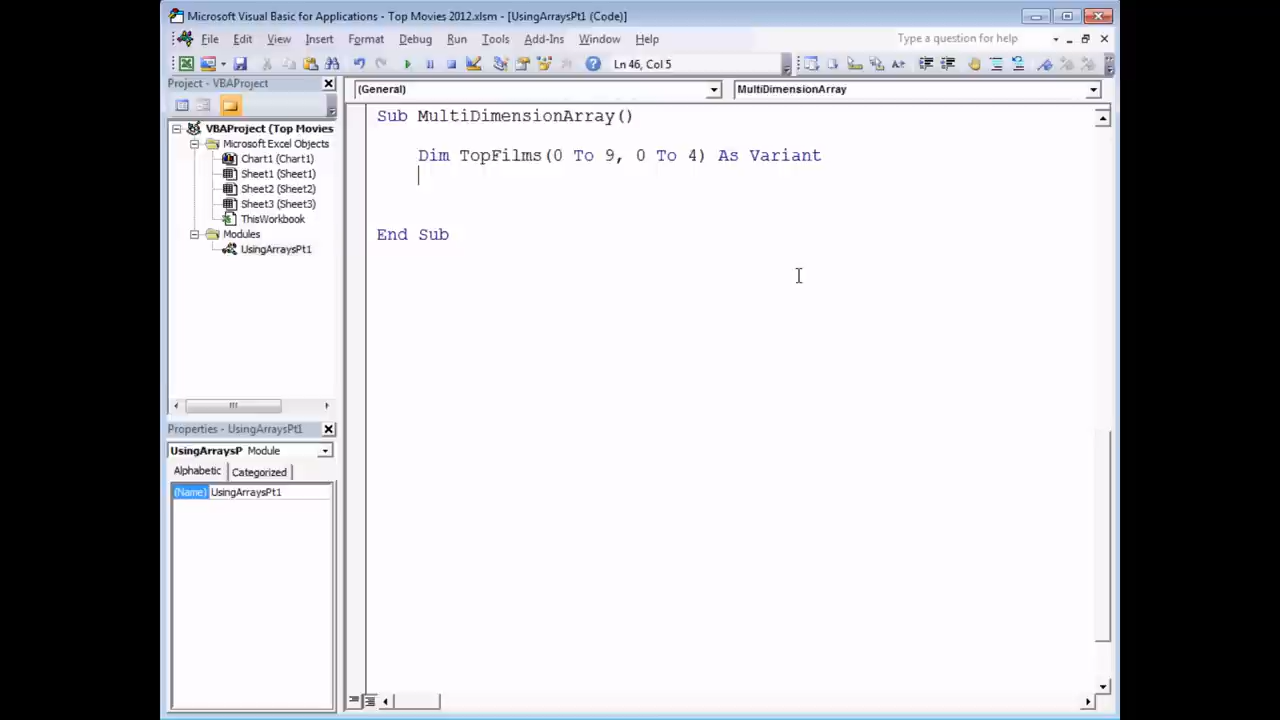 Microsoft Visual Basic for Applications - Top Movies 2012.xlsm - [UsingArraysPt1 (Code)]
File Edit View Insert Format Debug Run Tools Add-Ins Window Help Type a question for help
Ln 46, Col 5
Project - VBAProject
(General) MultiDimensionArray
VBAProject (Top Movies
Microsoft Excel Objects
Chart1 (Chart1)
Sheet1 (Sheet1)
Sheet2 (Sheet2)
Sheet3 (Sheet3)
ThisWorkbook
Modules
UsingArraysPt1
Sub MultiDimensionArray()
Dim TopFilms(0 To 9, 0 To 4) As Variant
End Sub
Properties - UsingArraysPt1
UsingArraysP Module
Alphabetic Categorized
(Name) UsingArraysPt1